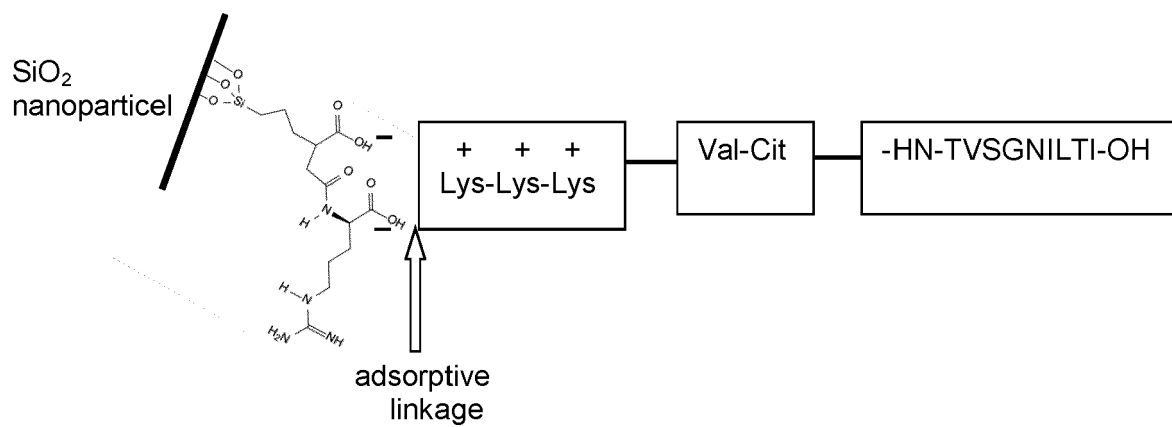 SiO2
nanoparticel
O
O
O
Si
O
OH
–
O
N
H
O
OH
–
H
N
H2N
NH
+ + +
Lys-Lys-Lys
Val-Cit
-HN-TVSGNILTI-OH
adsorptive
linkage